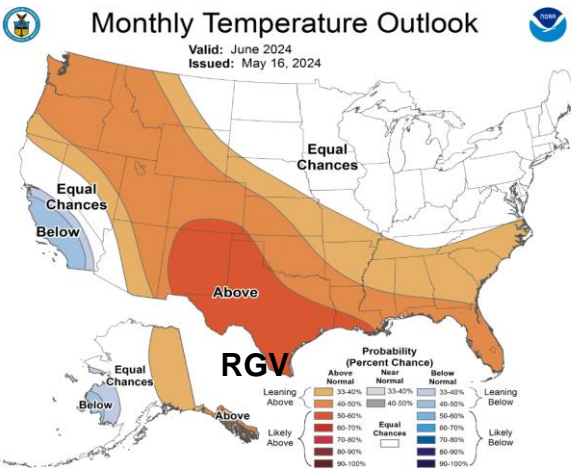 Monthly Temperature Outlook
NOAA
Valid: June 2024
Issued: May 16, 2024
Equal
Chances
Equal
Chances
Below
Above
RGV
Equal
Chances
Below
Above
Probability
(Percent Chance)
Above
Normal
Near
Normal
Below
Normal
Leaning
Above
33-40%
33-40%
33-40%
Leaning
Below
40-50%
40-50%
40-50%
Likely
Above
50-60%
Equal
Chances
50-60%
Likely
Below
60-70%
60-70%
70-80%
70-80%
80-90%
80-90%
90-100%
90-100%